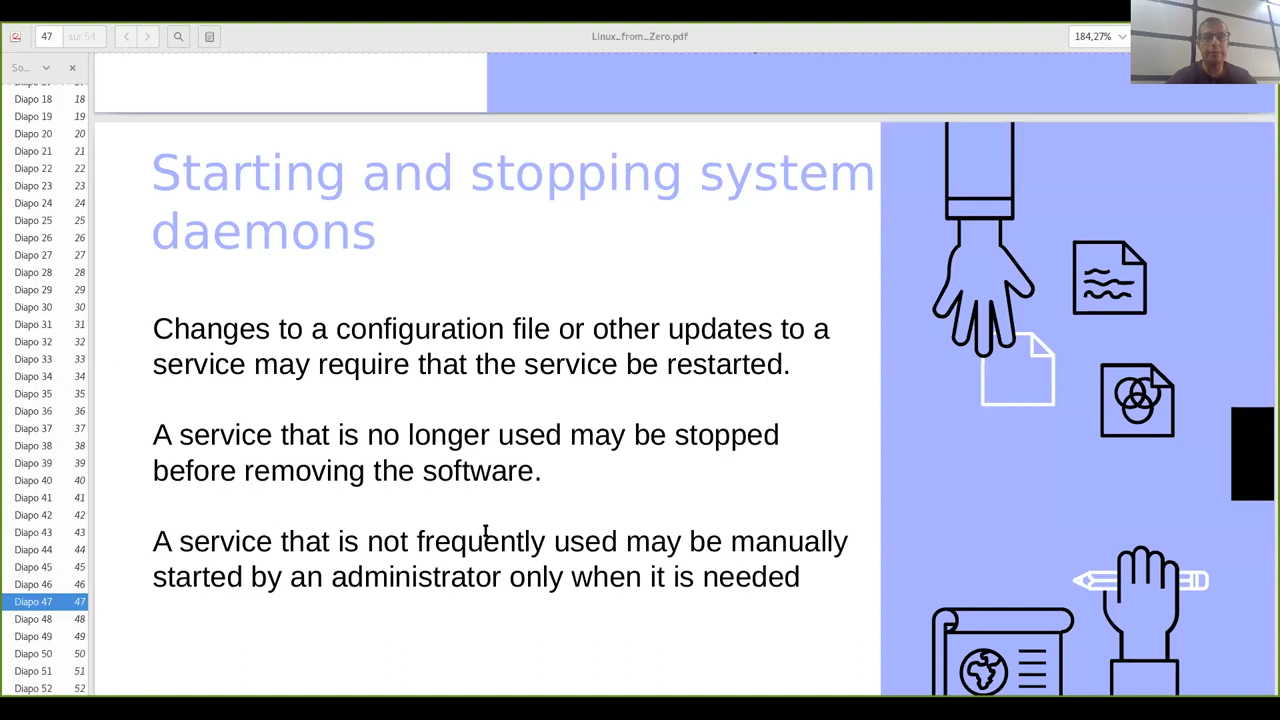 47
sur 54
Linux_from_Zero.pdf
184,27%
So...
Diapo 18 18
Diapo 19 19
Diapo 20 20
Diapo 21 21
Diapo 22 22
Diapo 23 23
Diapo 24 24
Diapo 25 25
Diapo 26 26
Diapo 27 27
Diapo 28 28
Diapo 29 29
Diapo 30 30
Diapo 31 31
Diapo 32 32
Diapo 33 33
Diapo 34 34
Diapo 35 35
Diapo 36 36
Diapo 37 37
Diapo 38 38
Diapo 39 39
Diapo 40 40
Diapo 41 41
Diapo 42 42
Diapo 43 43
Diapo 44 44
Diapo 45 45
Diapo 46 46
Diapo 47 47
Diapo 48 48
Diapo 49 49
Diapo 50 50
Diapo 51 51
Diapo 52 52
Starting and stopping system
daemons
Changes to a configuration file or other updates to a
service may require that the service be restarted.
A service that is no longer used may be stopped
before removing the software.
A service that is not frequently used may be manually
started by an administrator only when it is needed